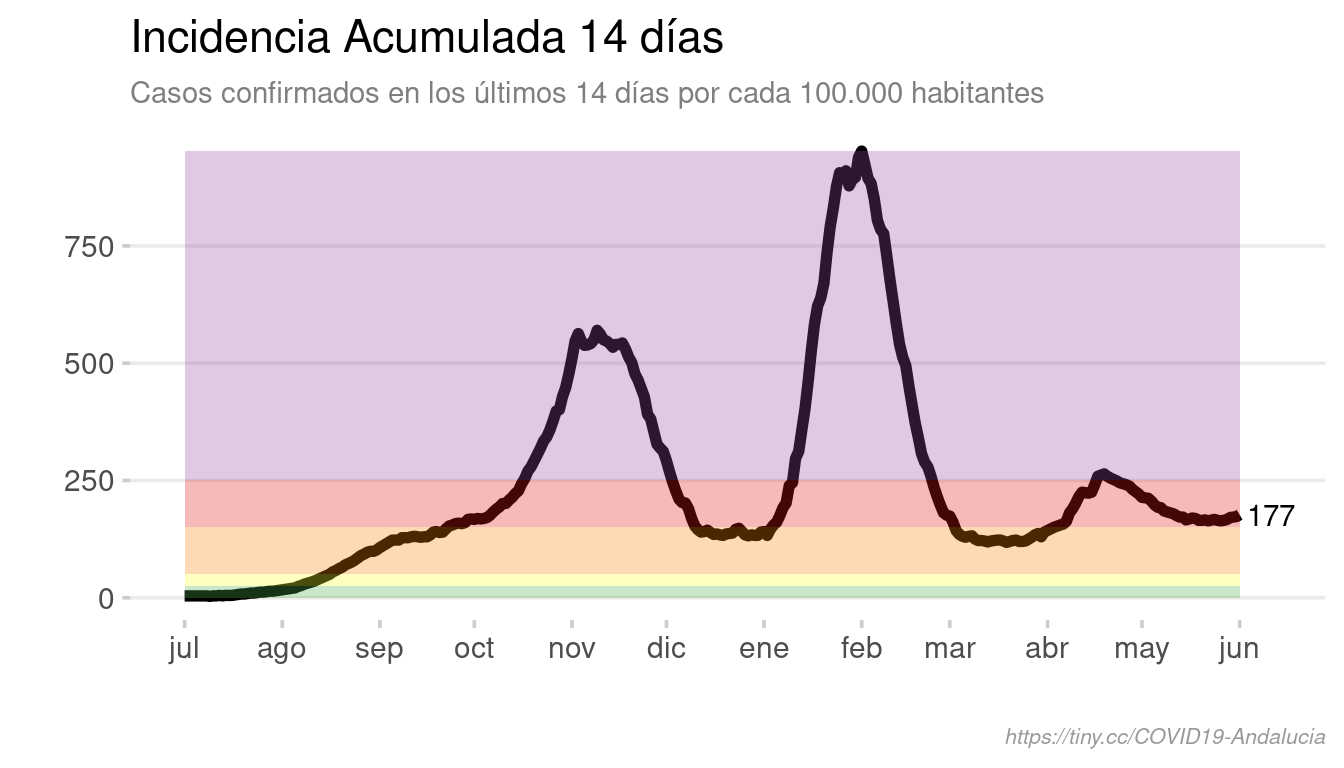 Incidencia Acumulada 14 días
Casos confirmados en los últimos 14 días por cada 100.000 habitantes
750
500
250
0
177
jul ago sep oct nov dic ene feb mar abr may jun
https://tiny.cc/COVID19-Andalucia